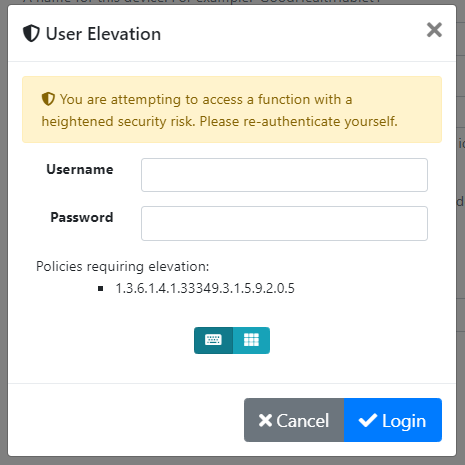 A name for this device. For example: GoodHealthTablet1
User Elevation
You are attempting to access a function with a
heightened security risk. Please re-authenticate yourself.
Username
Password
Policies requiring elevation:
1.3.6.1.4.1.33349.3.1.5.9.2.0.5
Cancel
Login